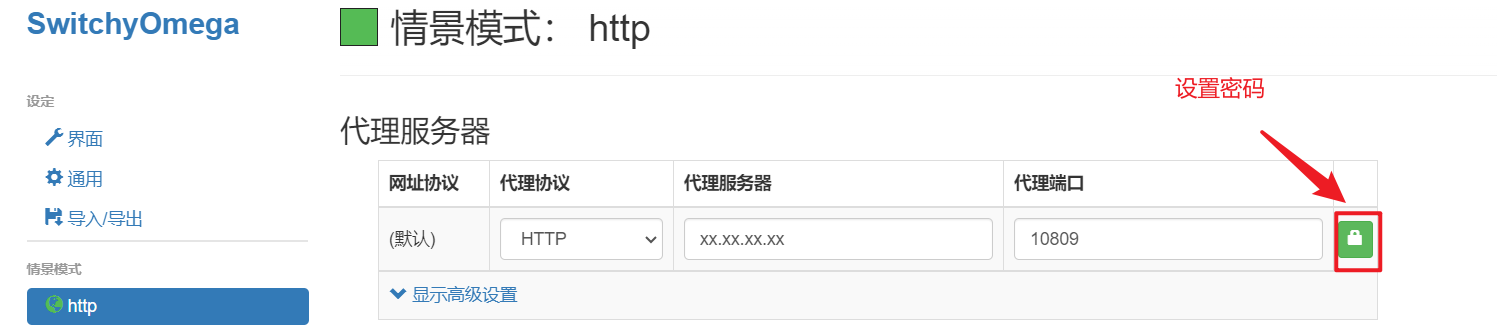 SwitchyOmega
情景模式： http
设定
设置密码
界面
代理服务器
通用
网址协议 代理协议 代理服务器 代理端口
导入/导出
(默认) HTTP xx.xx.xx.xx 10809
情景模式
显示高级设置
http